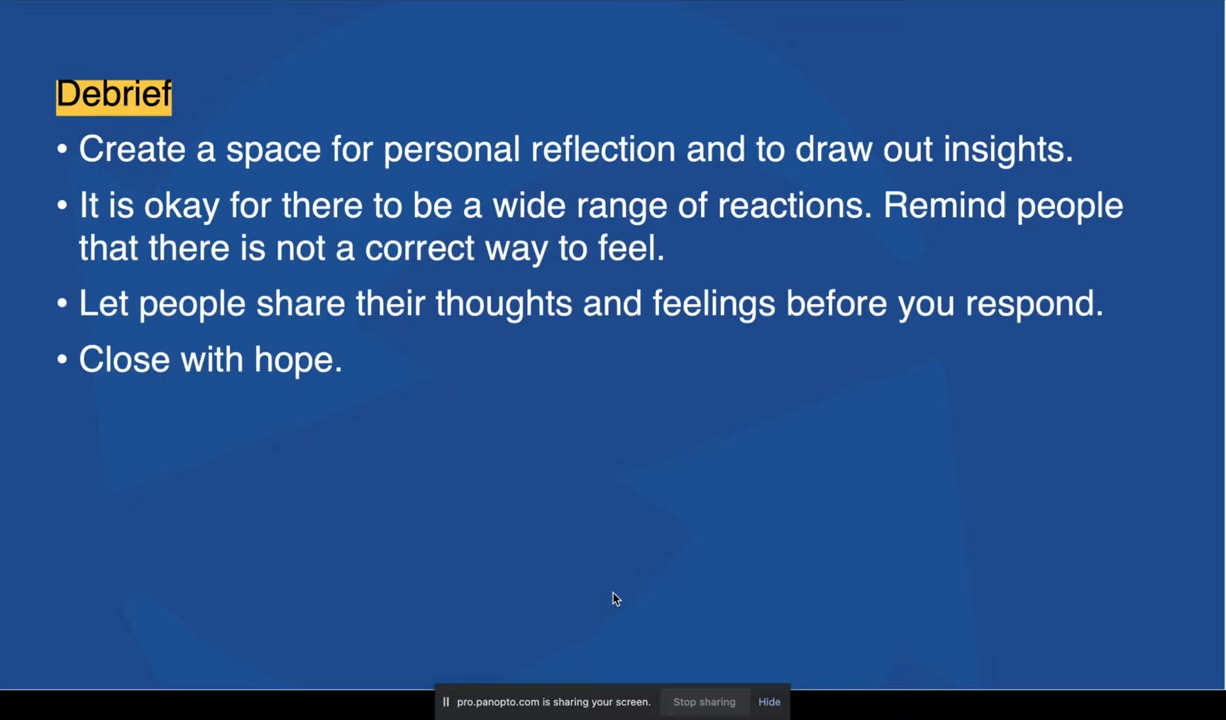 Debrief
• Create a space for personal reflection and to draw out insights.
• It is okay for there to be a wide range of reactions. Remind people
that there is not a correct way to feel.
• Let people share their thoughts and feelings before you respond.
• Close with hope.
pro.panopto.com is sharing your screen. Stop sharing Hide